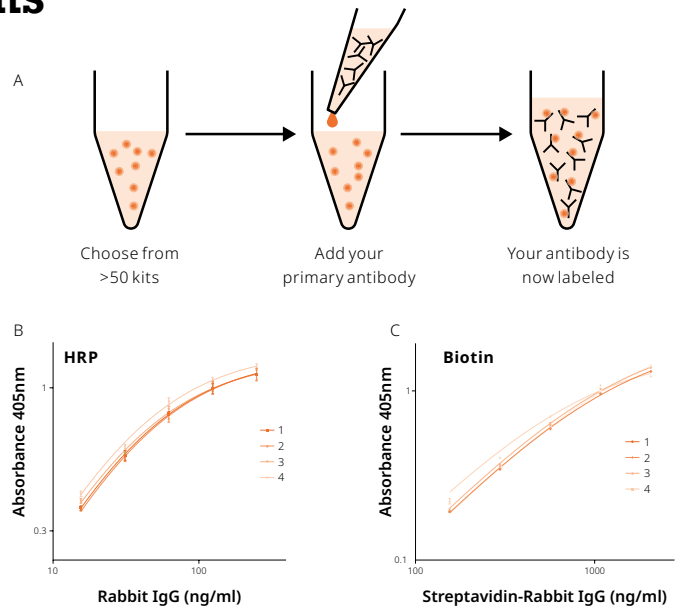 A
Choose from
>50 kits
Add your
primary antibody
Your antibody is
now labeled
B
HRP
Absorbance 405nm
1
0.3
10
100
1
2
3
4
Rabbit IgG (ng/ml)
C
Biotin
Absorbance 405nm
1
0.1
100
1000
1
2
3
4
Streptavidin-Rabbit IgG (ng/ml)